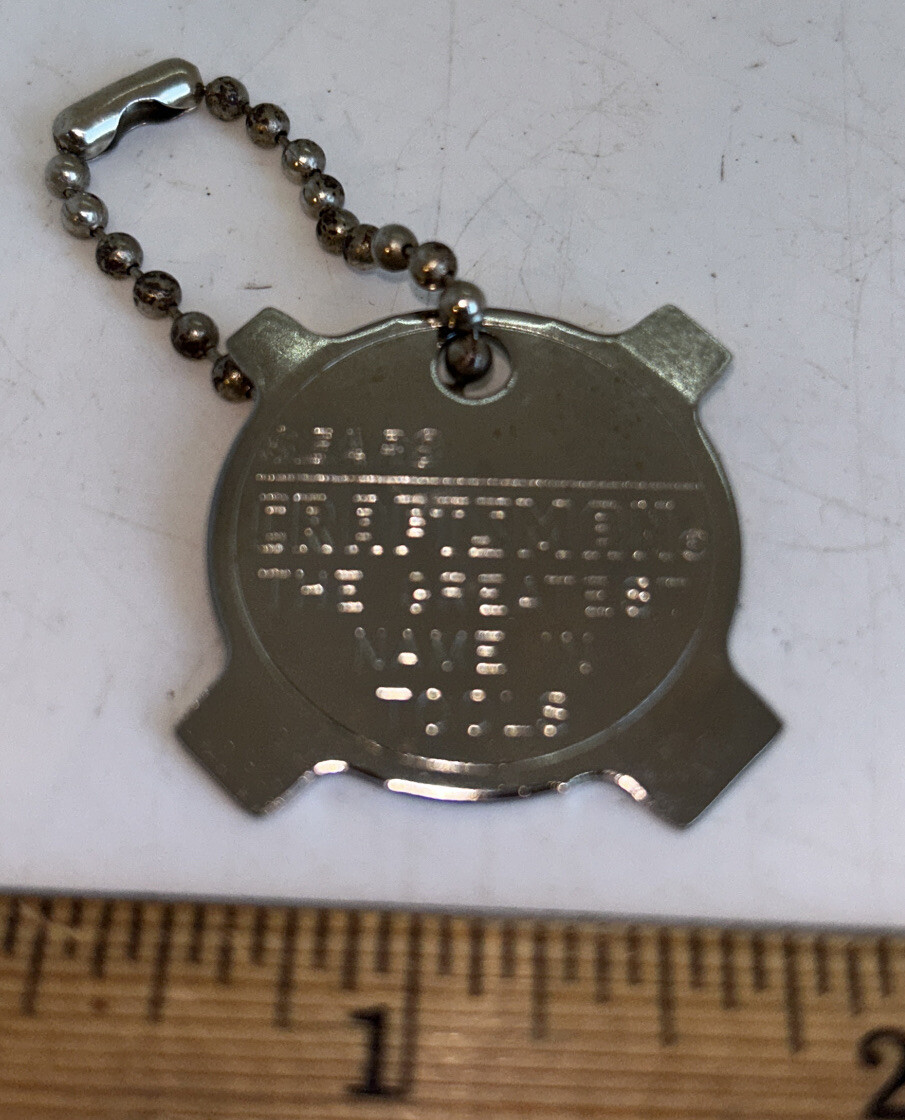 SEARS
CRAFTSMAN®
THE GREATEST
NAME IN
TOOLS
1 2